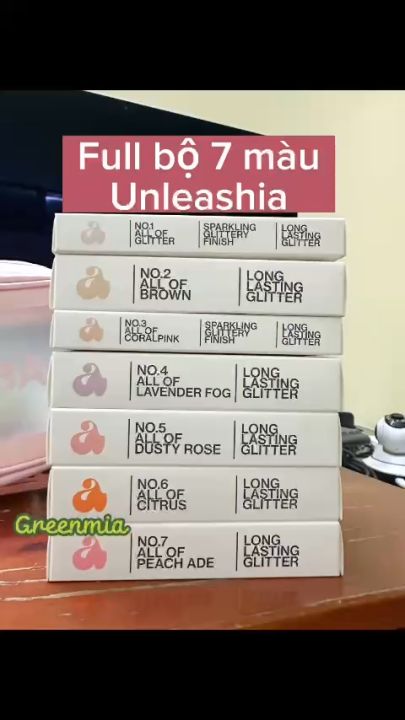 Full bộ 7 màu
Unleashia
NO.1
ALL OF
GLITTER
SPARKLING
GLITTERY
FINISH
LONG
LASTING
GLITTER
NO.2
ALL OF
BROWN
LONG
LASTING
GLITTER
NO.3
ALL OF
CORALPINK
SPARKLING
GLITTERY
FINISH
LONG
LASTING
GLITTER
NO.4
ALL OF
LAVENDER FOG
LONG
LASTING
GLITTER
NO.5
ALL OF
DUSTY ROSE
LONG
LASTING
GLITTER
NO.6
ALL OF
CITRUS
LONG
LASTING
GLITTER
Greenmia
NO.7
ALL OF
PEACH ADE
LONG
LASTING
GLITTER